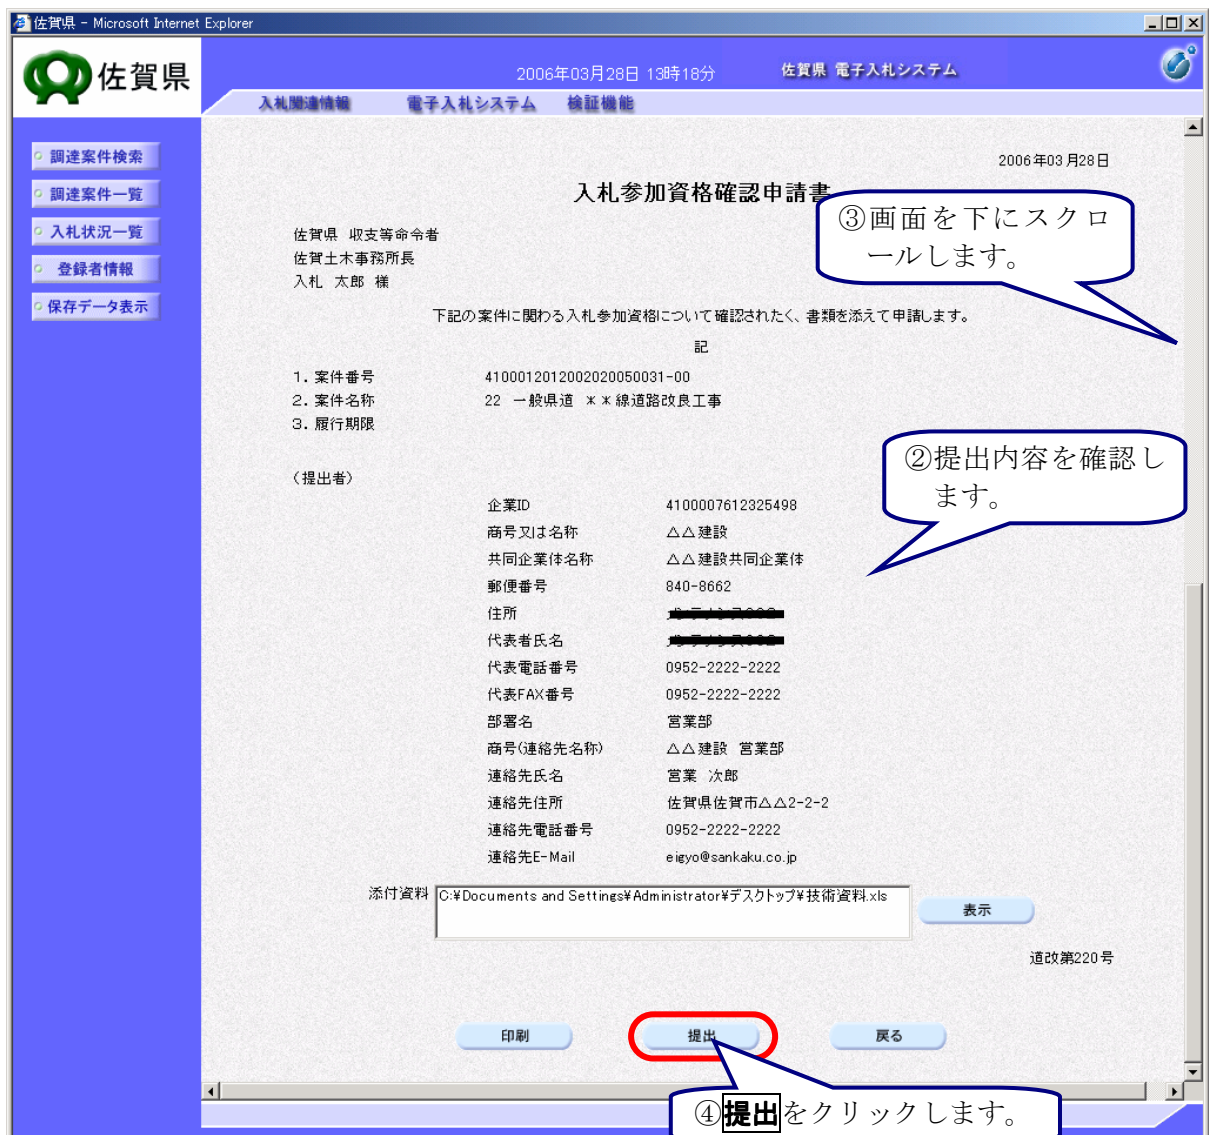 佐賀県 - Microsoft Internet Explorer
佐賀県
2006年03月28日 13時18分
佐賀県 電子入札システム
入札関連情報 電子入札システム 検証機能
調達案件検索
調達案件一覧
入札状況一覧
登録者情報
保存データ表示
2006年03月28日
入札参加資格確認申請書
③画面を下にスクロ
ールします。
佐賀県 収支等命令者
佐賀土木事務所長
入札 太郎 様
下記の案件に関わる入札参加資格について確認されたく、書類を添えて申請します。
記
1．案件番号 410001201200202005​0031-00
2．案件名称 22 一般県道 ＊＊線道路改良工事
3．履行期限
②提出内容を確認し
ます。
（提出者）
企業ID 4100007612325498
商号又は名称 △△建設
共同企業体名称 △△建設共同企業体
郵便番号 840-8662
住所
代表者氏名
代表電話番号 0952-2222-2222
代表FAX番号 0952-2222-2222
部署名 営業部
商号(連絡先名称) △△建設 営業部
連絡先氏名 営業 次郎
連絡先住所 佐賀県佐賀市△△2-2-2
連絡先電話番号 0952-2222-2222
連絡先E-Mail eigyo@sankaku.co.jp
添付資料 C:¥Documents and Settings¥Administrator¥デスクトップ¥技術資料.xls
表示
道改第220号
印刷 提出 戻る
④提出をクリックします。